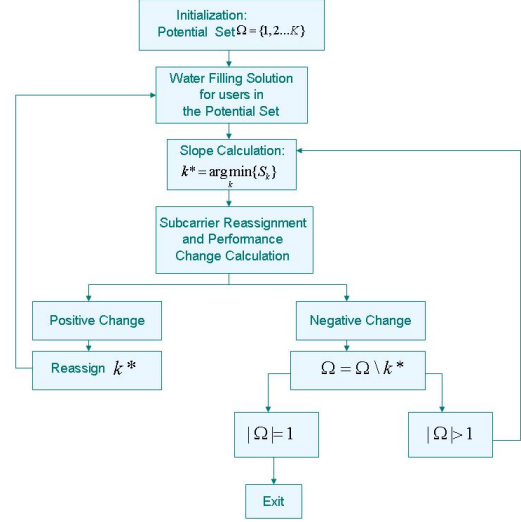 Initialization:
Potential Set Ω = {1, 2...K}
Water Filling Solution
for users in
the Potential Set
Slope Calculation:
k* = arg min{S_k}
k
Subcarrier Reassignment
and Performance
Change Calculation
Positive Change
Negative Change
Reassign k*
Ω = Ω \ k*
|Ω|=1
|Ω|>1
Exit